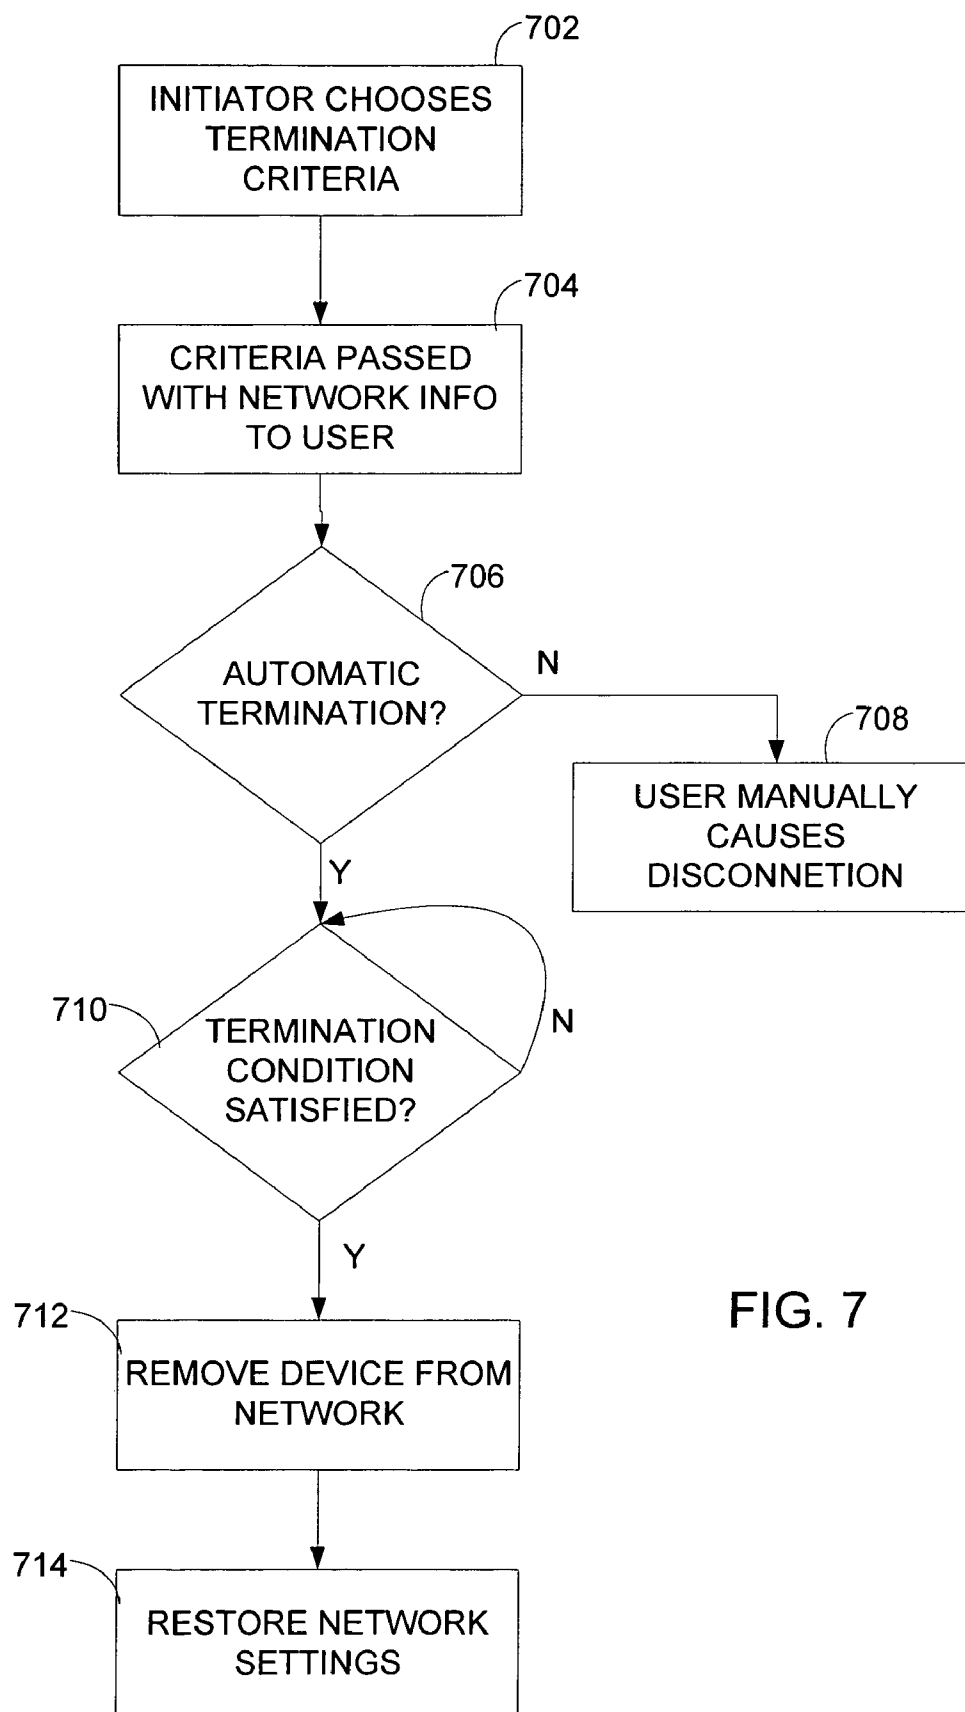 702
INITIATOR CHOOSES
TERMINATION
CRITERIA
704
CRITERIA PASSED
WITH NETWORK INFO
TO USER
706
AUTOMATIC
TERMINATION?
N
708
USER MANUALLY
CAUSES
DISCONNETION
Y
710
TERMINATION
CONDITION
SATISFIED?
N
Y
712
REMOVE DEVICE FROM
NETWORK
FIG. 7
714
RESTORE NETWORK
SETTINGS